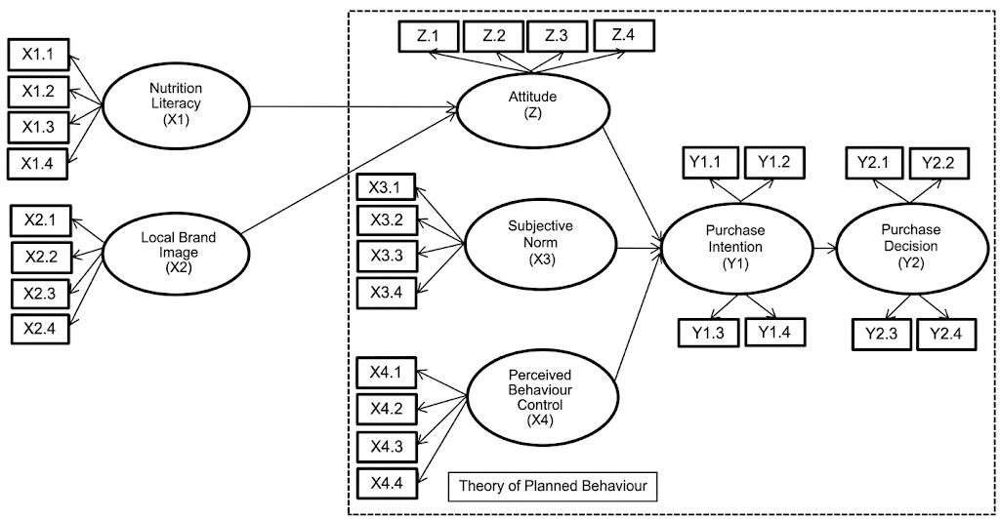 Z.1
Z.2
Z.3
Z.4
X1.1
X1.2
X1.3
X1.4
Nutrition
Literacy
(X1)
Attitude
(Z)
X2.1
X2.2
X2.3
X2.4
Local Brand
Image
(X2)
X3.1
X3.2
X3.3
X3.4
Subjective
Norm
(X3)
Y1.1
Y1.2
Purchase
Intention
(Y1)
Y1.3
Y1.4
Y2.1
Y2.2
Purchase
Decision
(Y2)
Y2.3
Y2.4
X4.1
X4.2
X4.3
X4.4
Perceived
Behaviour
Control
(X4)
Theory of Planned Behaviour